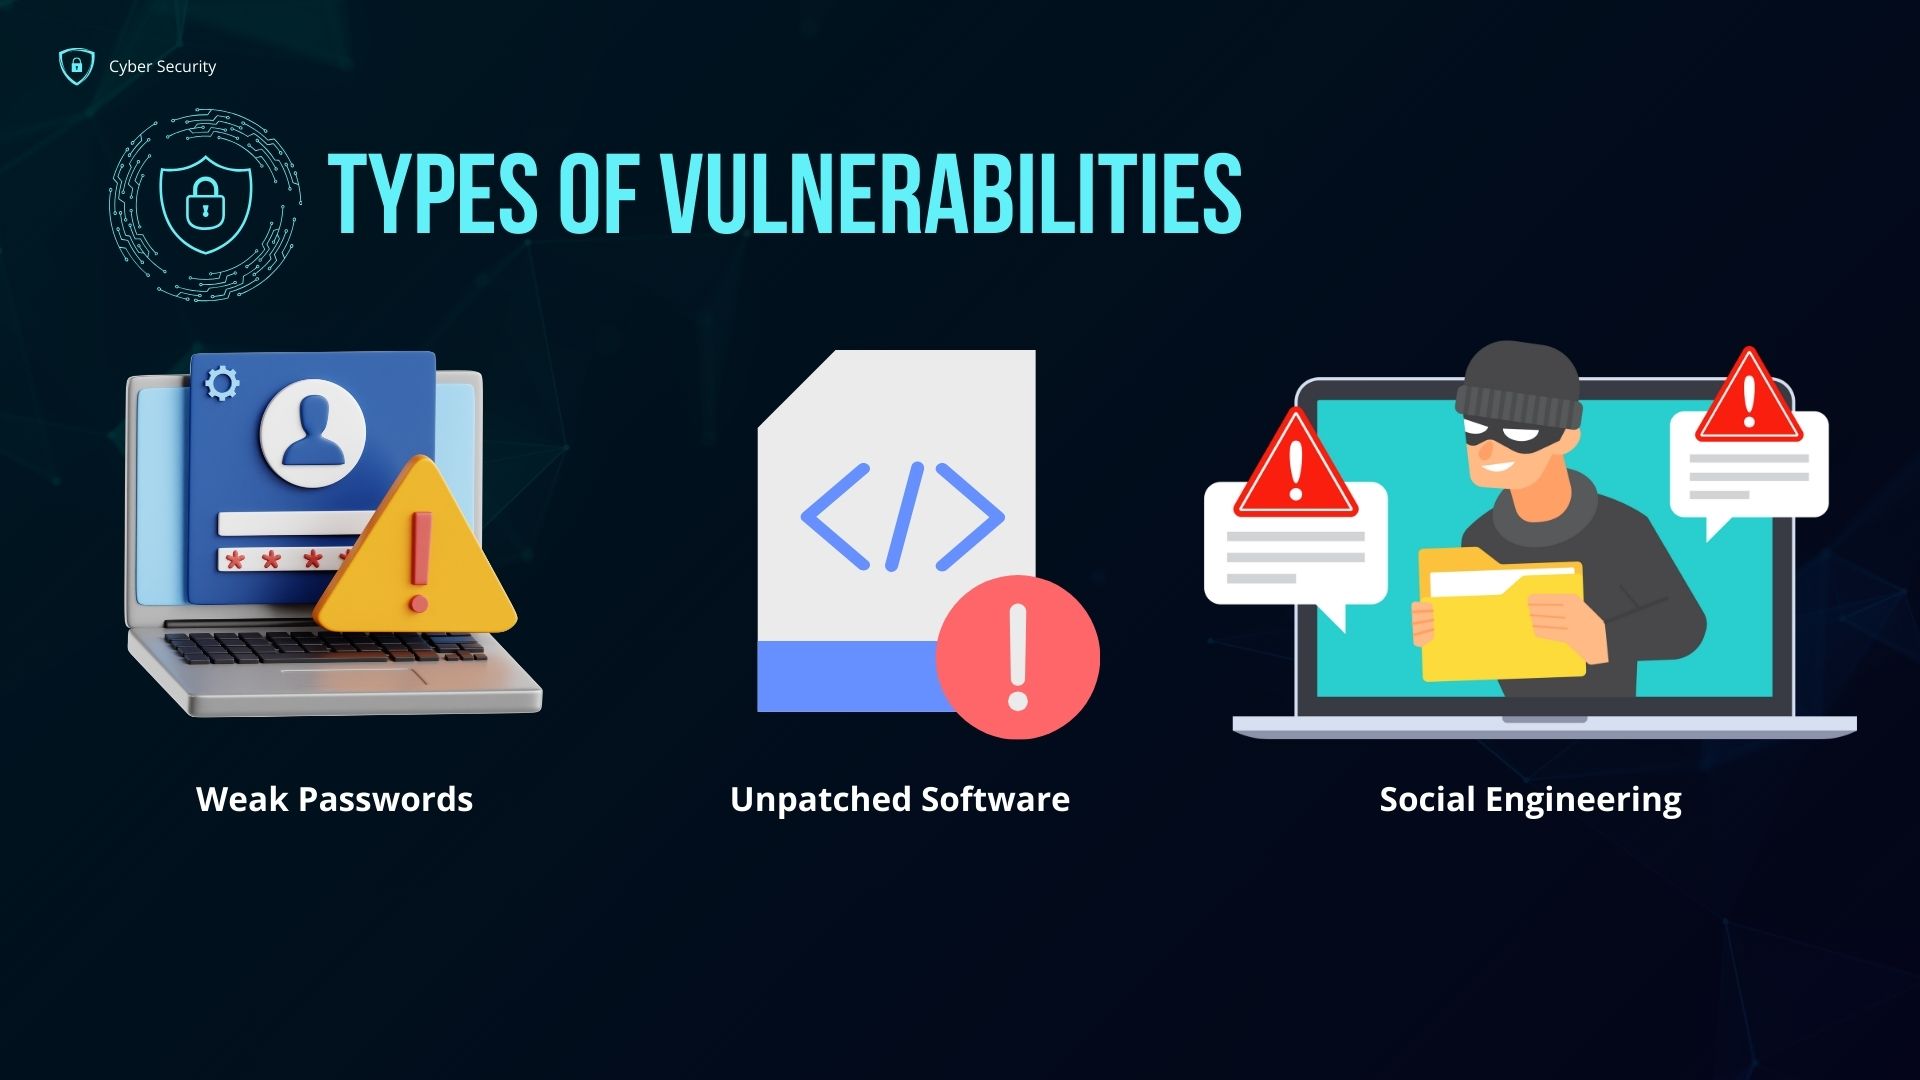 Cyber Security
TYPES OF VULNERABILITIES
Weak Passwords
Unpatched Software
Social Engineering